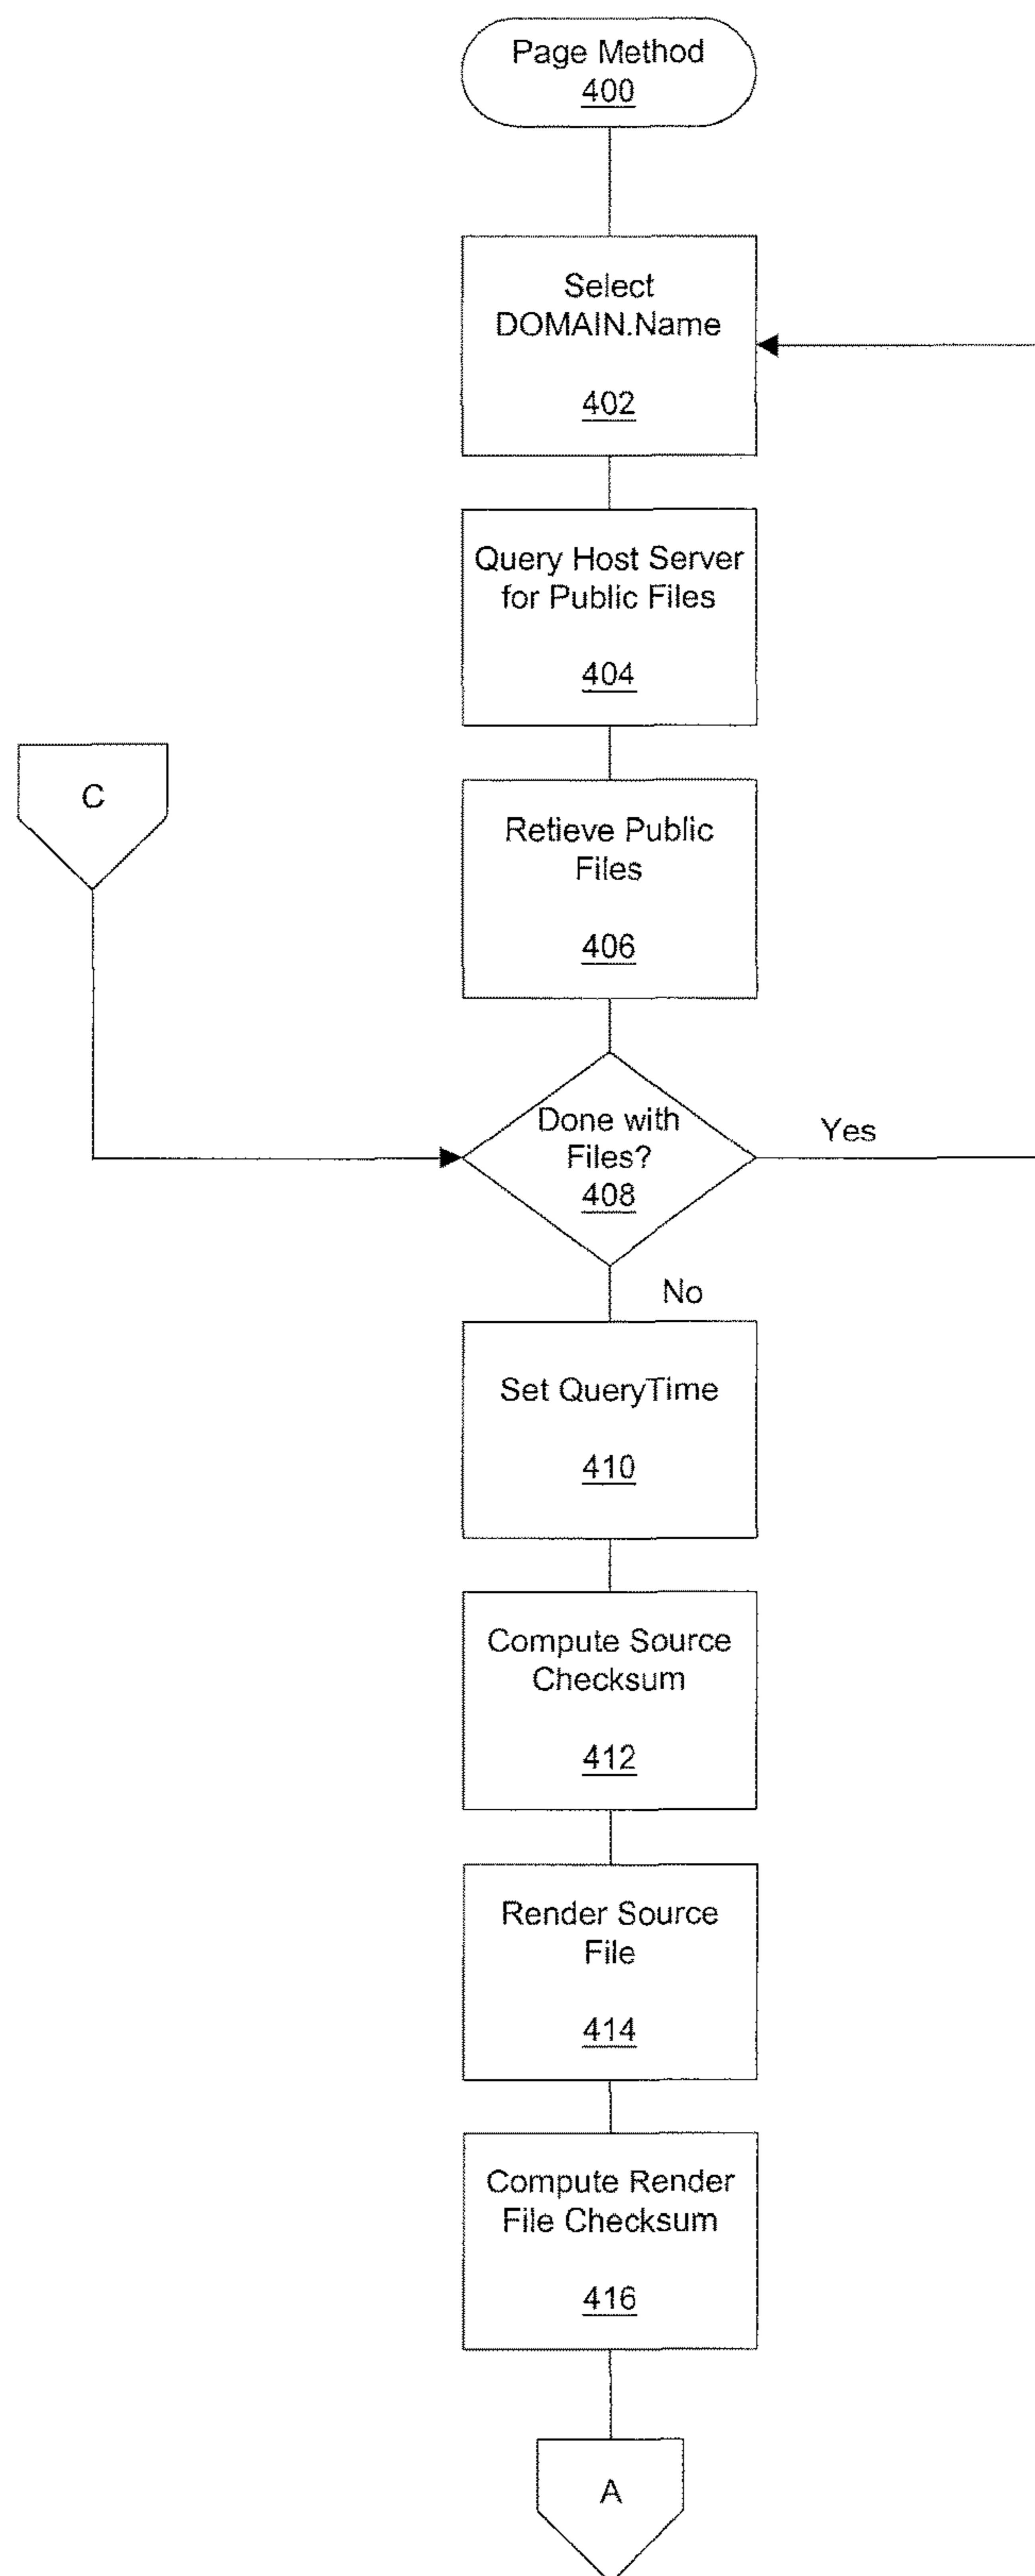 Page Method
400
Select
DOMAIN.Name
402
Query Host Server
for Public Files
404
C
Retieve Public
Files
406
Done with
Files?
408
Yes
No
Set QueryTime
410
Compute Source
Checksum
412
Render Source
File
414
Compute Render
File Checksum
416
A